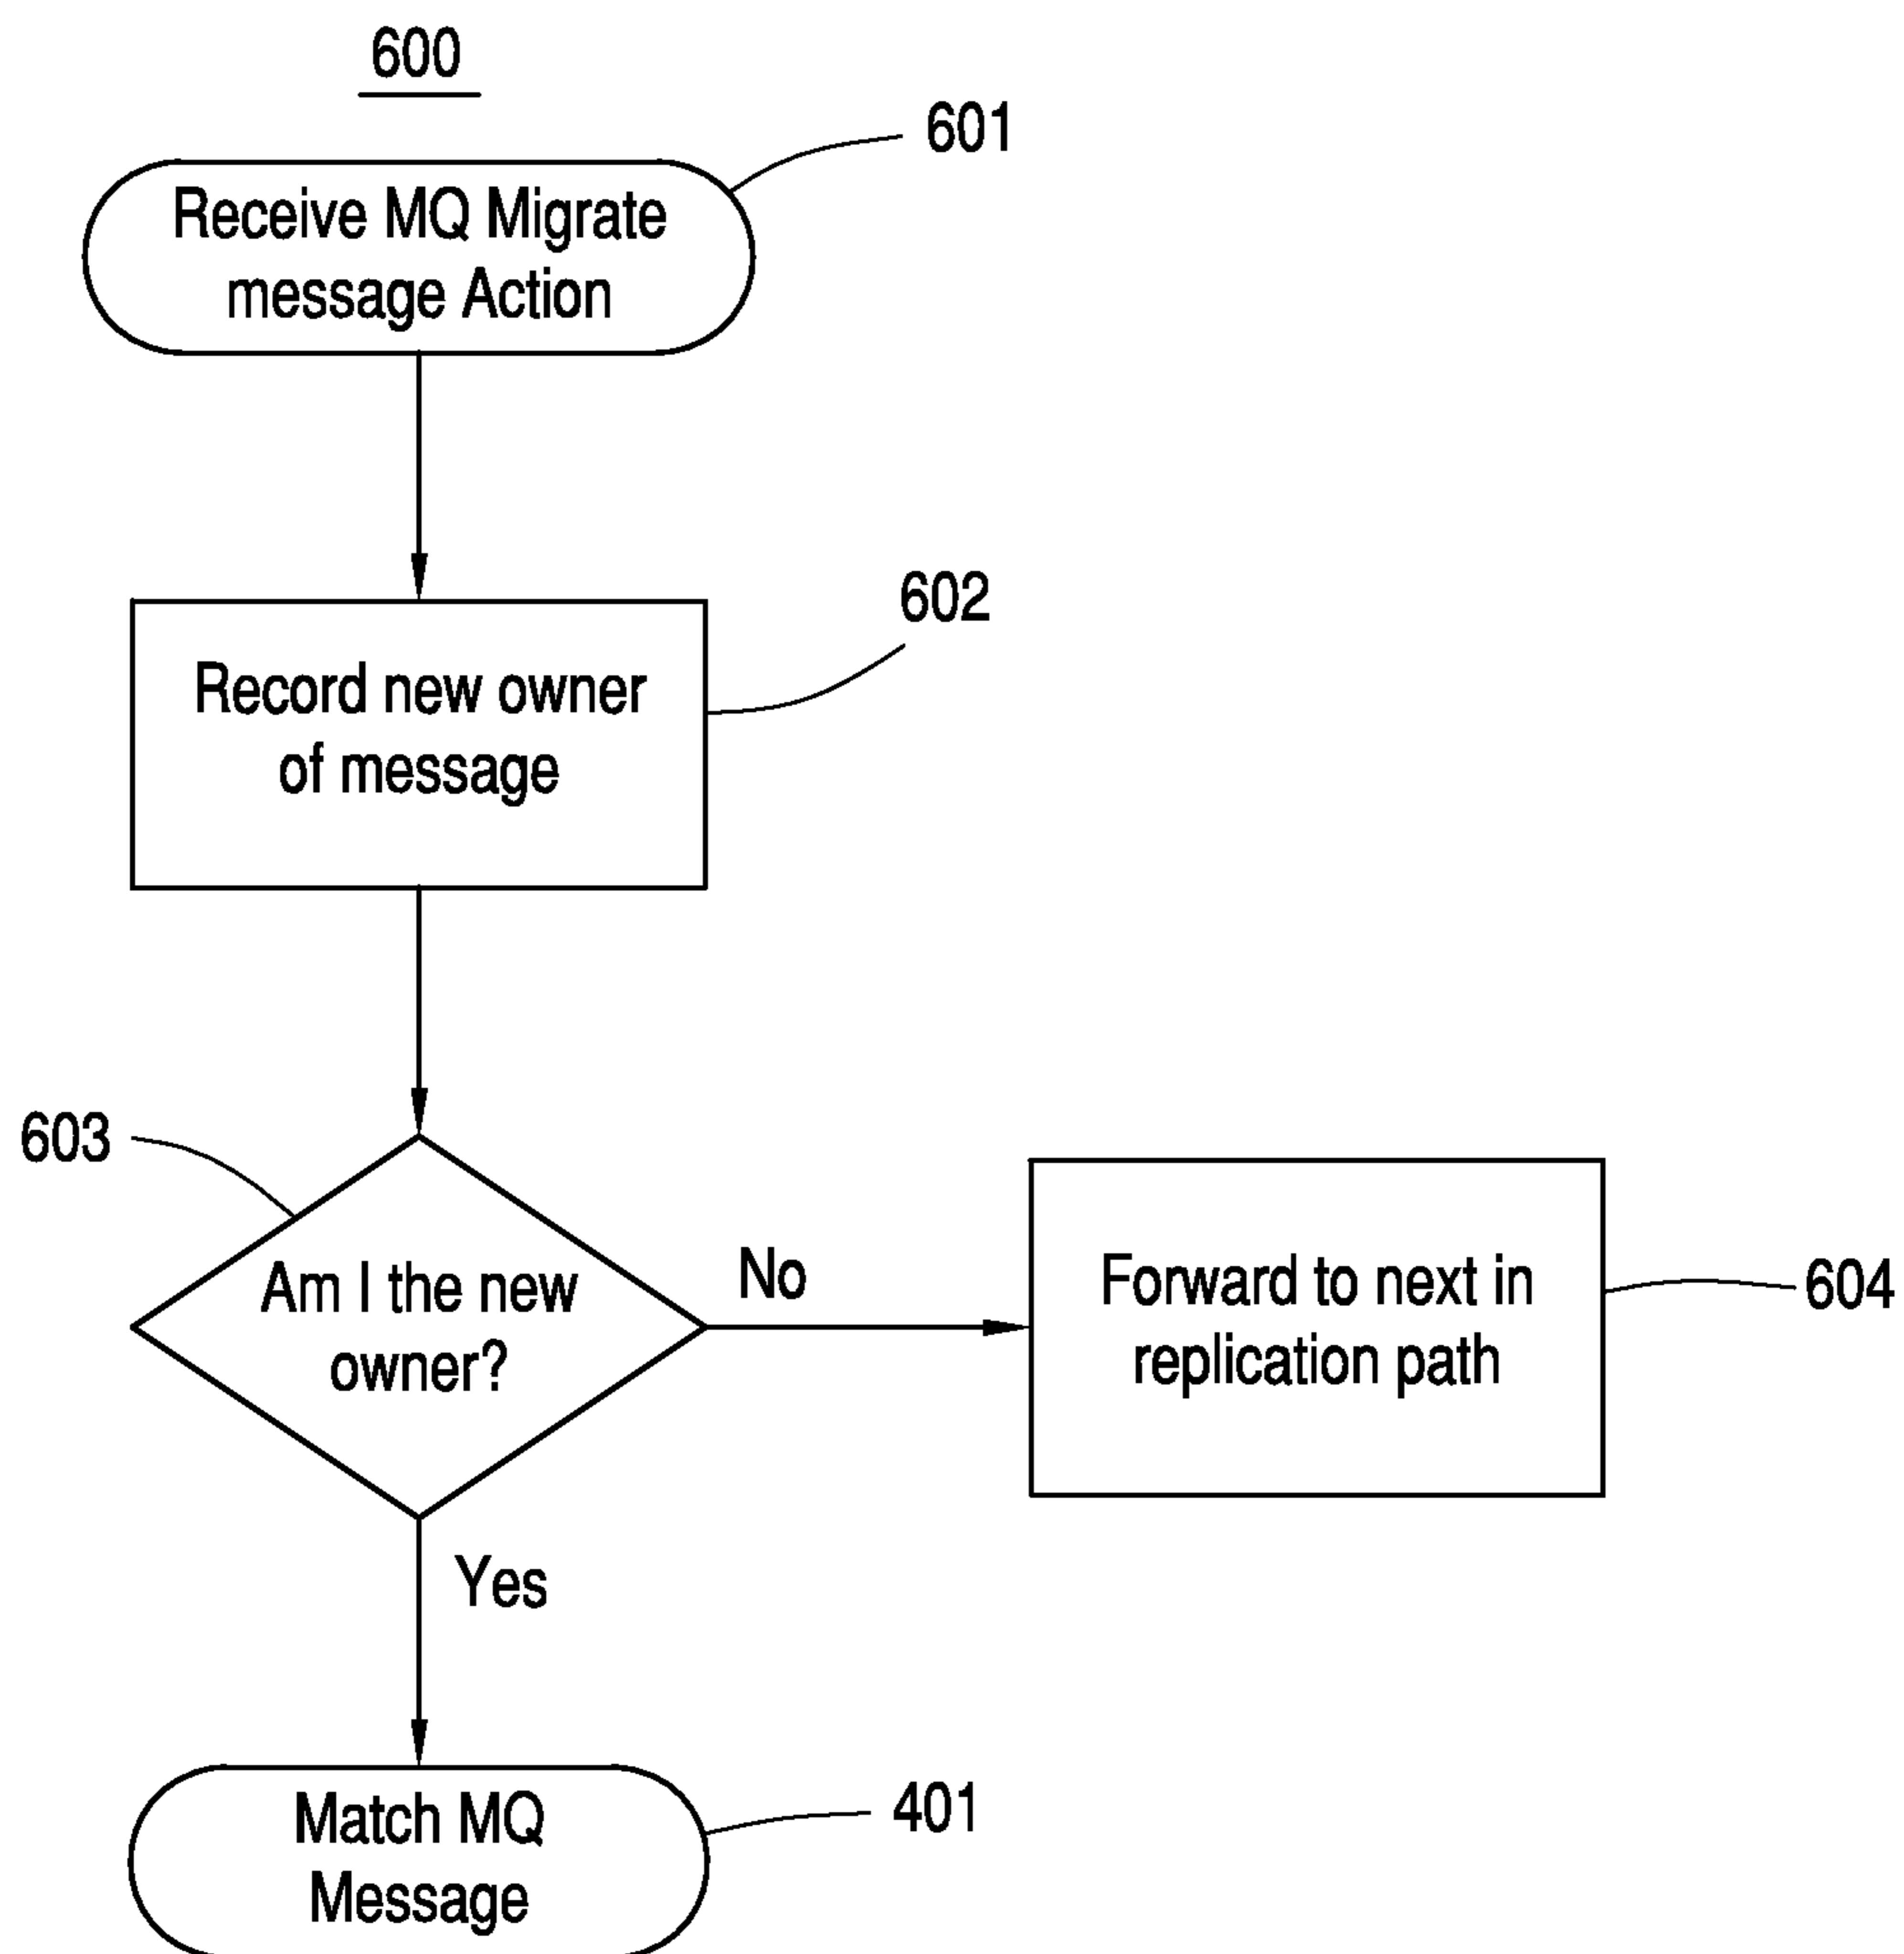 600
601
Receive MQ Migrate
message Action
602
Record new owner
of message
603
Am I the new
owner?
No
Forward to next in
replication path
604
Yes
Match MQ
Message
401